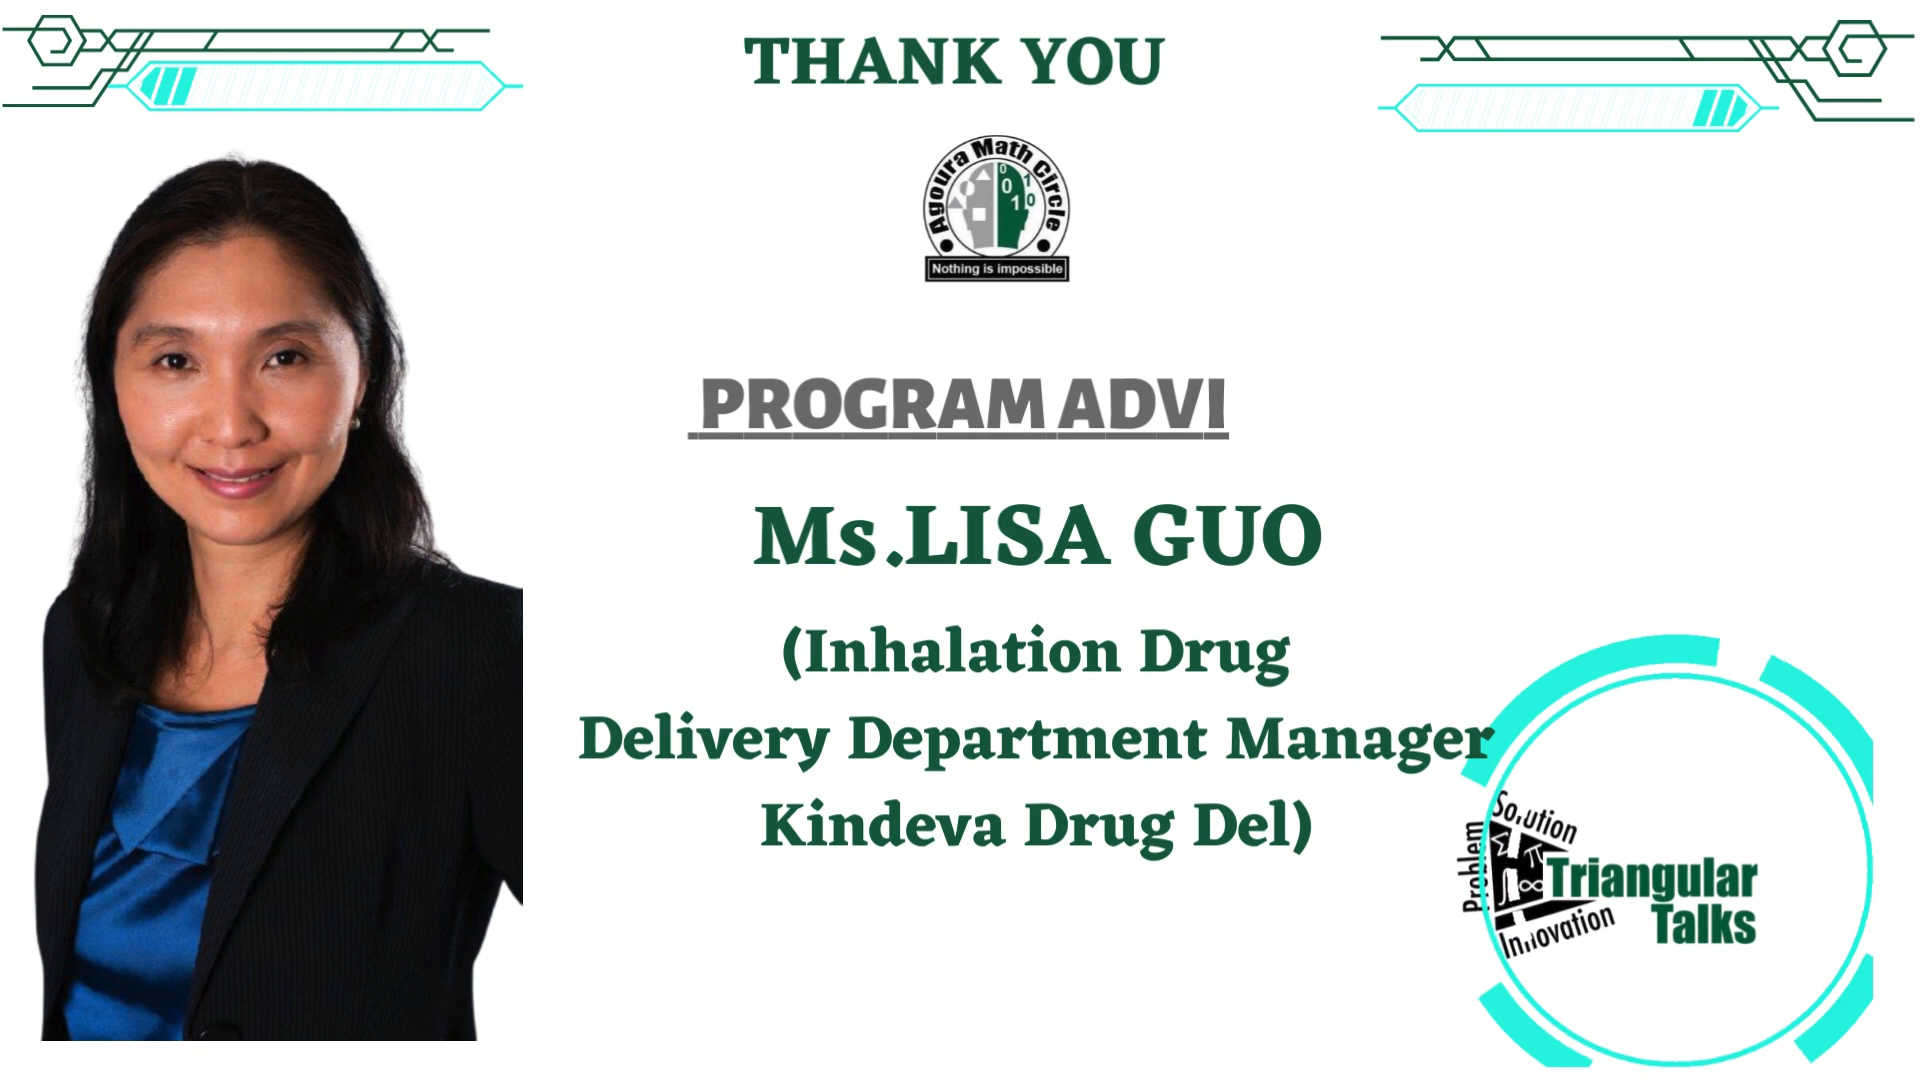 THANK YOU
Agoura Math Circle
0
0 1
1 0
Nothing is impossible
PROGRAM ADVI
Ms.LISA GUO
(Inhalation Drug
Delivery Department Manager
Kindeva Drug Del)
Solution
Problem
Σ π
∫ ∞
Triangular
Talks
Innovation